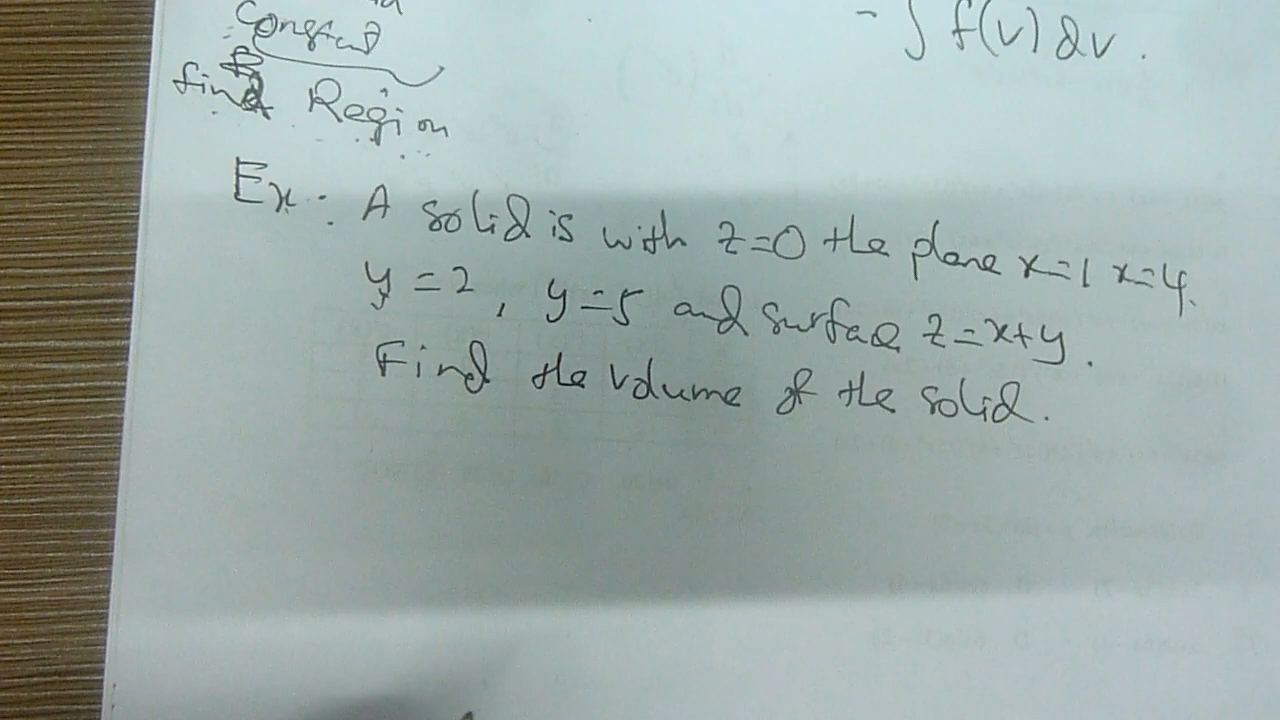 Constad
- ∫ f(v) dv .
find Region
Ex : A solid is with z=0 the plane x=1 x=4.
y = 2 , y = 5 and surface z = x+y .
Find the volume of the solid .